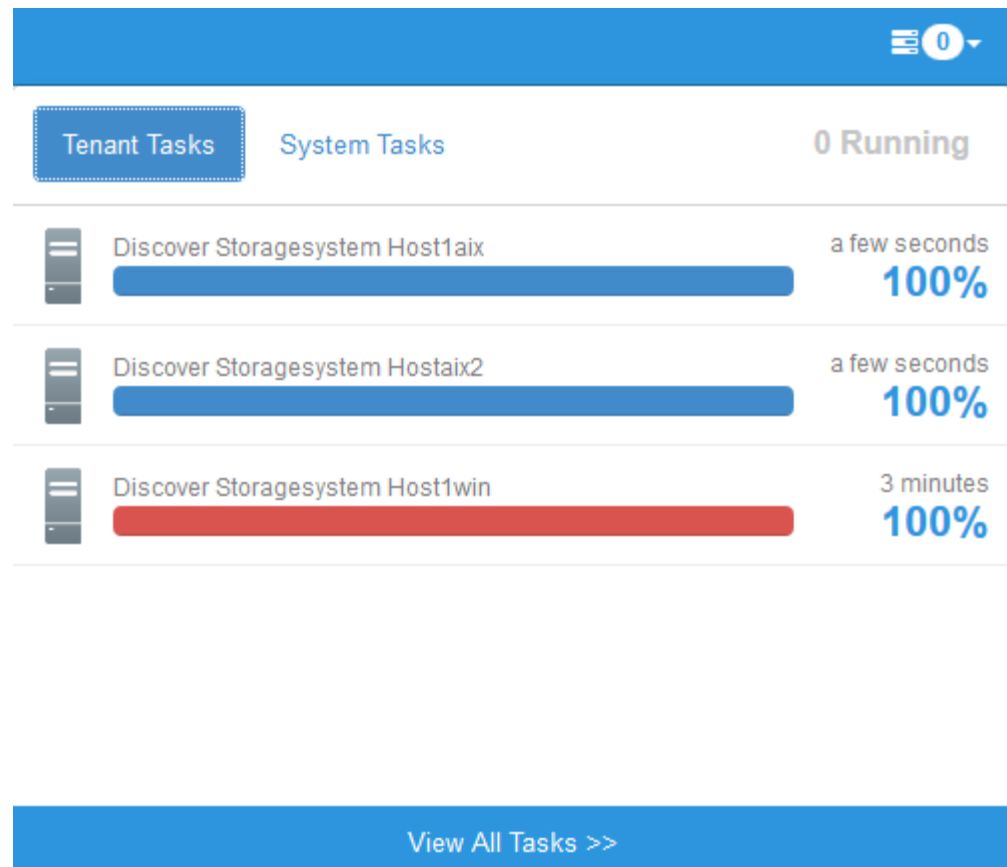 0
Tenant Tasks System Tasks 0 Running
Discover Storagesystem Host1aix a few seconds
100%
Discover Storagesystem Hostaix2 a few seconds
100%
Discover Storagesystem Host1win 3 minutes
100%
View All Tasks >>